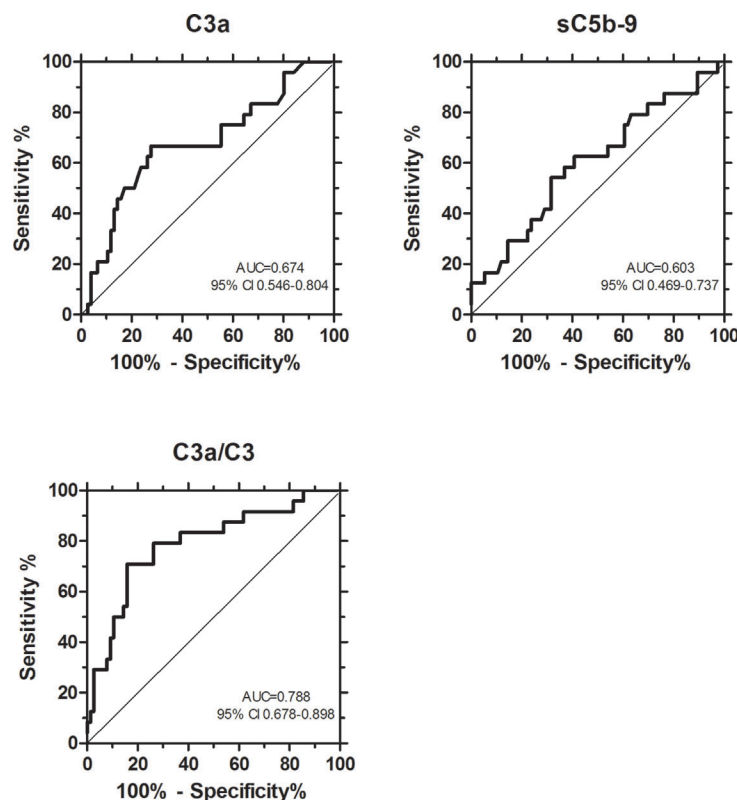 C3a
100
80
60
40
20
0
Sensitivity %
AUC=0.674
95% CI 0.546-0.804
0 20 40 60 80 100
100% - Specificity%
sC5b-9
100
80
60
40
20
0
Sensitivity %
AUC=0.603
95% CI 0.469-0.737
0 20 40 60 80 100
100% - Specificity%
C3a/C3
100
80
60
40
20
0
Sensitivity %
AUC=0.788
95% CI 0.678-0.898
0 20 40 60 80 100
100% - Specificity%